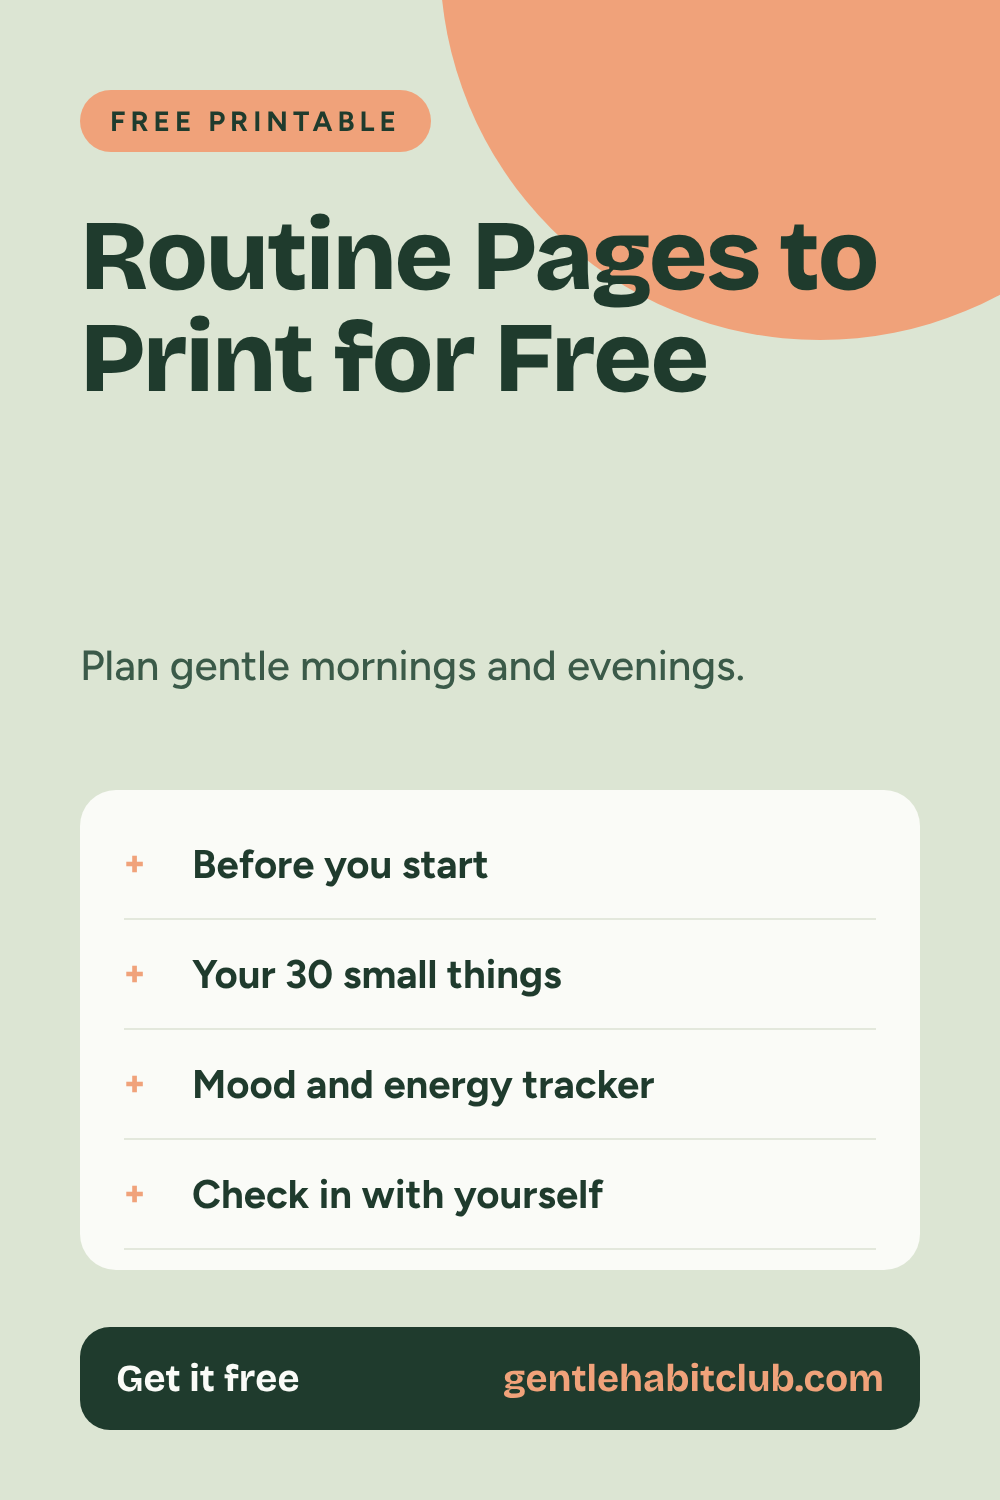 FREE PRINTABLE
Routine Pages to
Print for Free
Plan gentle mornings and evenings.
+ Before you start
+ Your 30 small things
+ Mood and energy tracker
+ Check in with yourself
Get it free gentlehabitclub.com